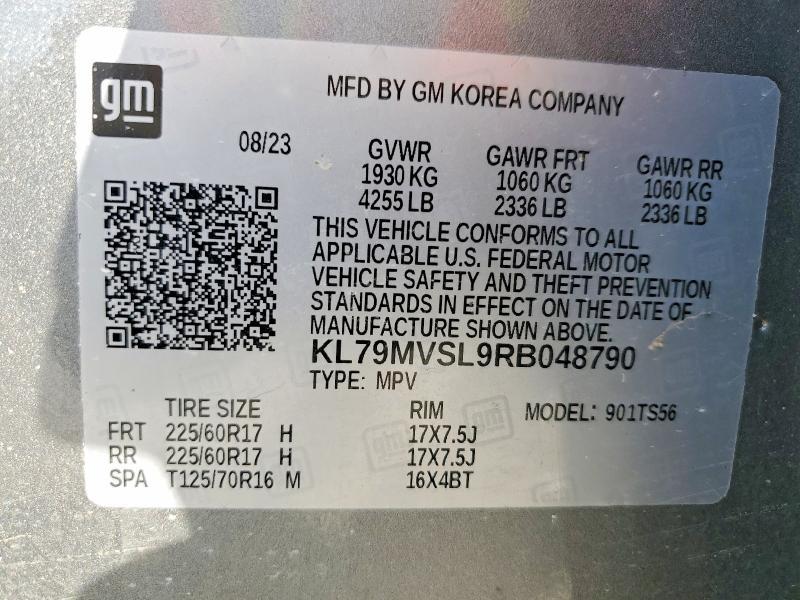 gm
MFD BY GM KOREA COMPANY
08/23 GVWR GAWR FRT GAWR RR
1930 KG 1060 KG 1060 KG
4255 LB 2336 LB 2336 LB
THIS VEHICLE CONFORMS TO ALL
APPLICABLE U.S. FEDERAL MOTOR
VEHICLE SAFETY AND THEFT PREVENTION
STANDARDS IN EFFECT ON THE DATE OF
MANUFACTURE SHOWN ABOVE.
KL79MVSL9RB048790
TYPE: MPV
TIRE SIZE RIM MODEL: 901TS56
FRT 225/60R17 H 17X7.5J
RR 225/60R17 H 17X7.5J
SPA T125/70R16 M 16X4BT